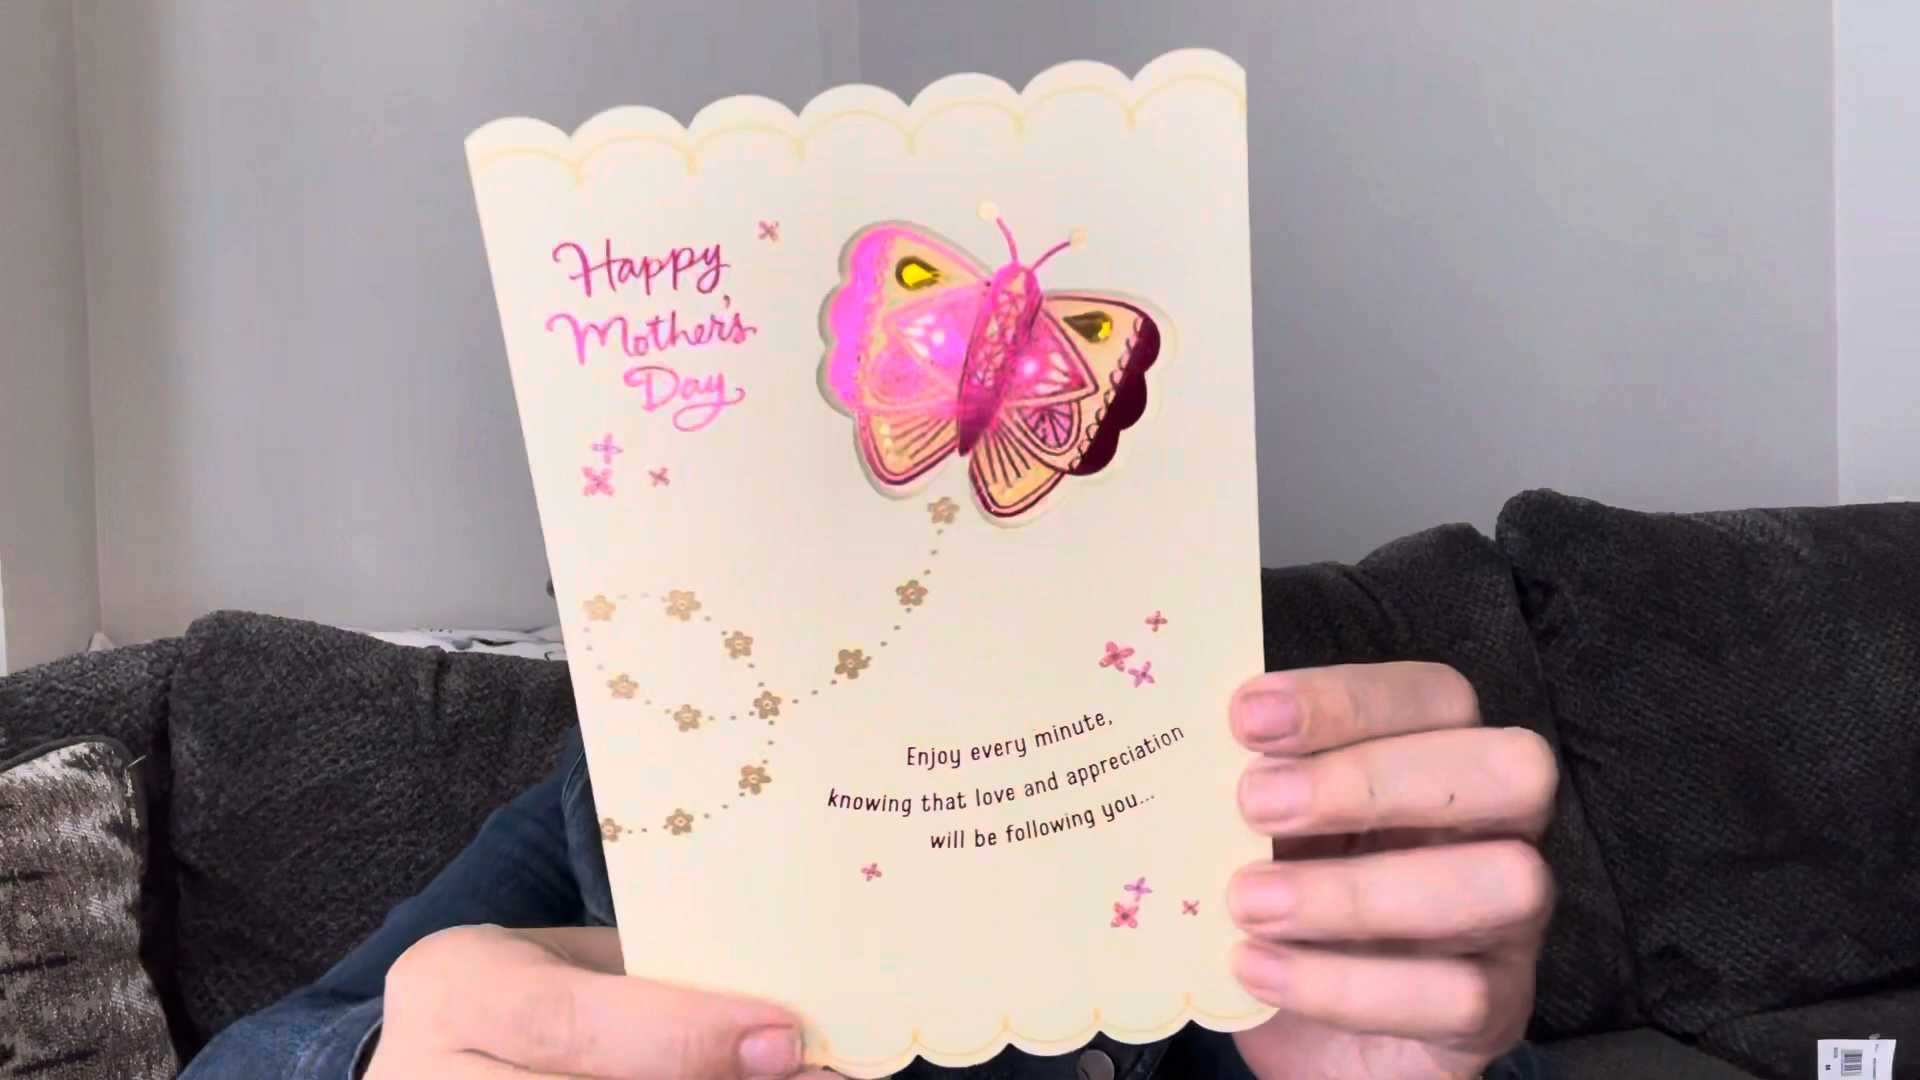 Happy
Mother's
Day
Enjoy every minute,
knowing that love and appreciation
will be following you...